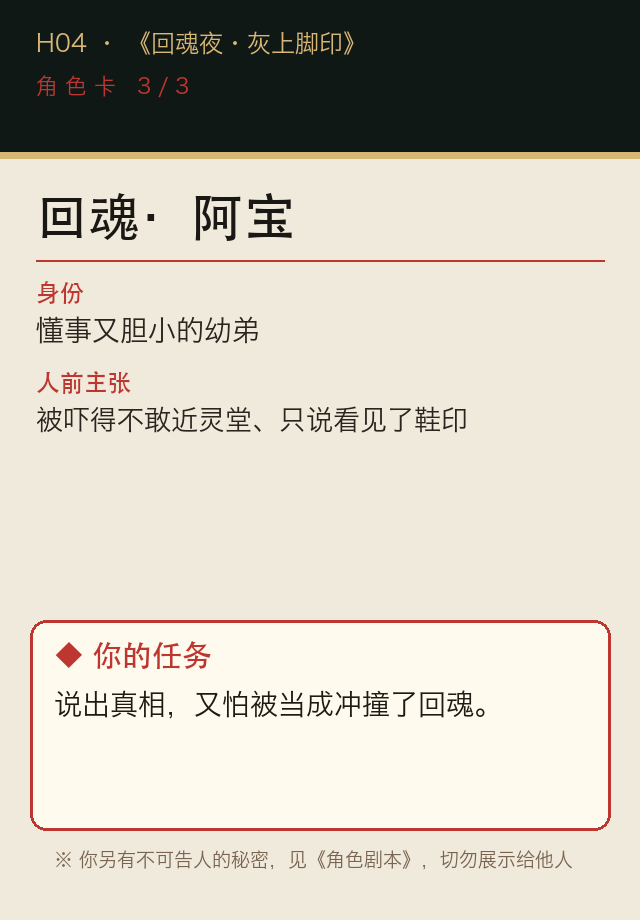 H04 · 《回魂夜·灰上脚印》
角色卡 3/3
回魂· 阿宝
身份
懂事又胆小的幼弟
人前主张
被吓得不敢近灵堂、只说看见了鞋印
◆ 你的任务
说出真相，又怕被当成冲撞了回魂。
※ 你另有不可告人的秘密，见《角色剧本》，切勿展示给他人